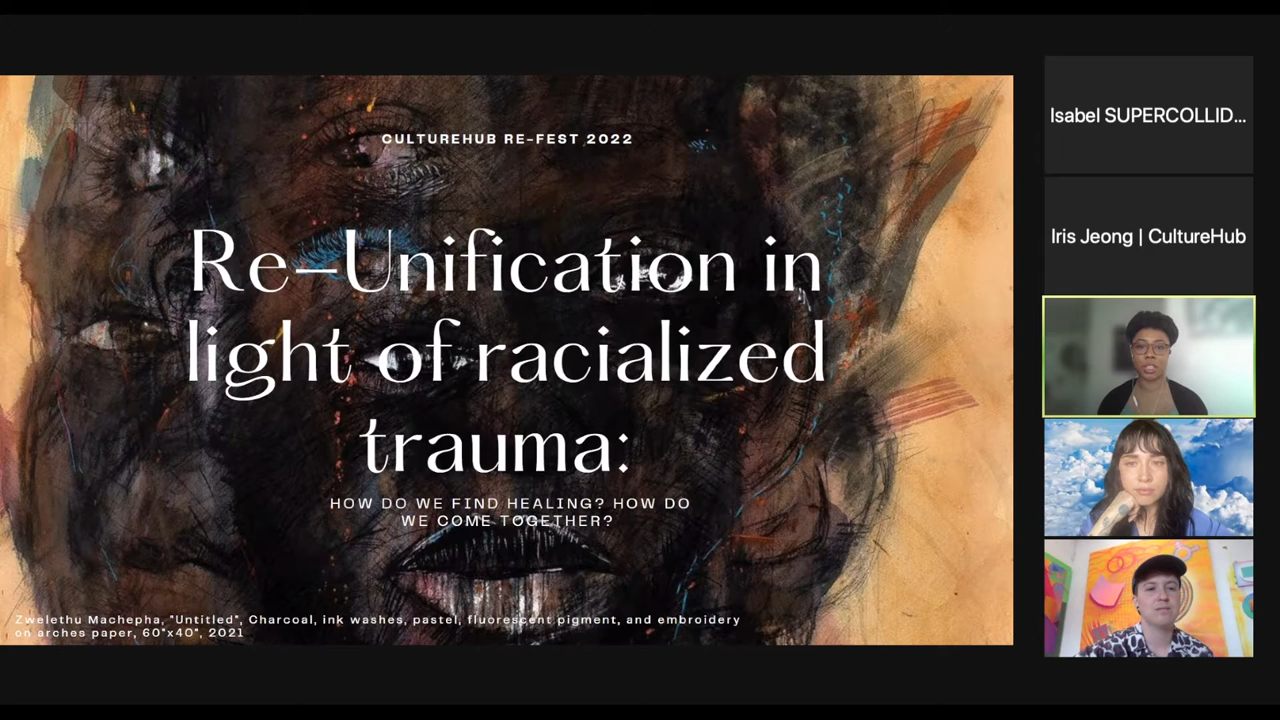 CULTUREHUB RE-FEST 2022
Re-Unification in
light of racialized
trauma:
HOW DO WE FIND HEALING? HOW DO
WE COME TOGETHER?
Zwelethu Machepha, "Untitled", Charcoal, ink washes, pastel, fluorescent pigment, and embroidery
on arches paper, 60"x40", 2021
Isabel SUPERCOLLID...
Iris Jeong | CultureHub